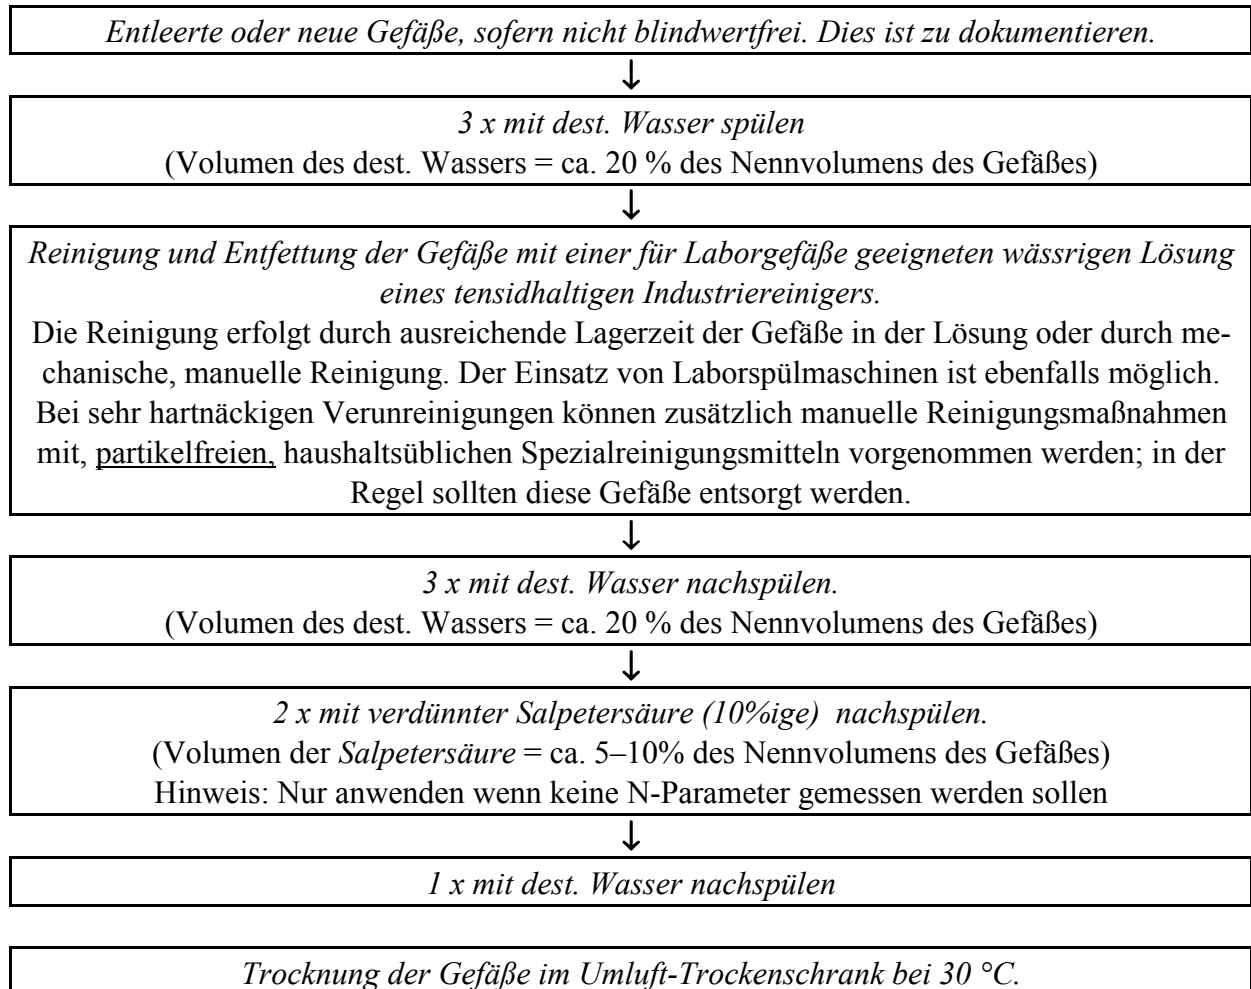 Entleerte oder neue Gefäße, sofern nicht blindwertfrei. Dies ist zu dokumentieren.
3 x mit dest. Wasser spülen
(Volumen des dest. Wassers = ca. 20 % des Nennvolumens des Gefäßes)
Reinigung und Entfettung der Gefäße mit einer für Laborgefäße geeigneten wässrigen Lösung
eines tensidhaltigen Industriereinigers.
Die Reinigung erfolgt durch ausreichende Lagerzeit der Gefäße in der Lösung oder durch me-
chanische, manuelle Reinigung. Der Einsatz von Laborspülmaschinen ist ebenfalls möglich.
Bei sehr hartnäckigen Verunreinigungen können zusätzlich manuelle Reinigungsmaßnahmen
mit, partikelfreien, haushaltsüblichen Spezialreinigungsmitteln vorgenommen werden; in der
Regel sollten diese Gefäße entsorgt werden.
3 x mit dest. Wasser nachspülen.
(Volumen des dest. Wassers = ca. 20 % des Nennvolumens des Gefäßes)
2 x mit verdünnter Salpetersäure (10%ige) nachspülen.
(Volumen der Salpetersäure = ca. 5–10% des Nennvolumens des Gefäßes)
Hinweis: Nur anwenden wenn keine N-Parameter gemessen werden sollen
1 x mit dest. Wasser nachspülen
Trocknung der Gefäße im Umluft-Trockenschrank bei 30 °C.